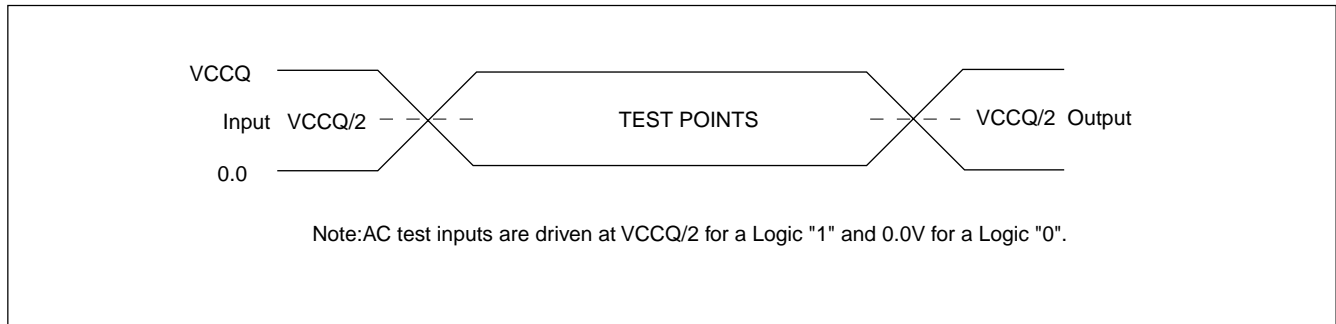 VCCQ
Input VCCQ/2 TEST POINTS VCCQ/2 Output
0.0
Note:AC test inputs are driven at VCCQ/2 for a Logic "1" and 0.0V for a Logic "0".